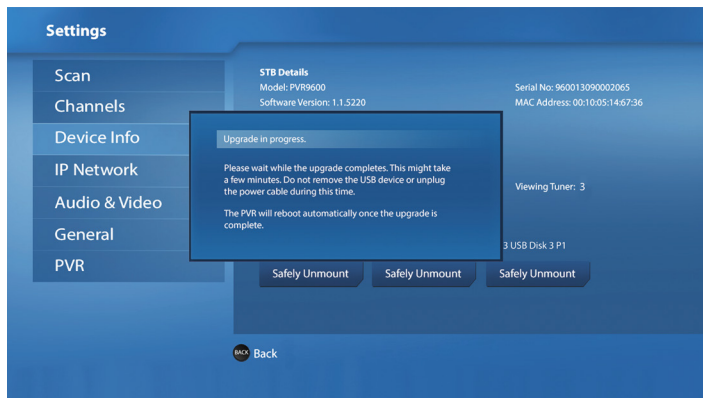 Settings
Scan
Channels
Device Info
IP Network
Audio & Video
General
PVR
STB Details
Model: PVR9600
Serial No: 960013090002065
Software Version: 1.1.5220
MAC Address: 00:10:05:14:67:36
Upgrade in progress.
Please wait while the upgrade completes. This might take
a few minutes. Do not remove the USB device or unplug
the power cable during this time.
The PVR will reboot automatically once the upgrade is
complete.
Viewing Tuner: 3
3 USB Disk 3 P1
Safely Unmount
Safely Unmount
Safely Unmount
BACK Back